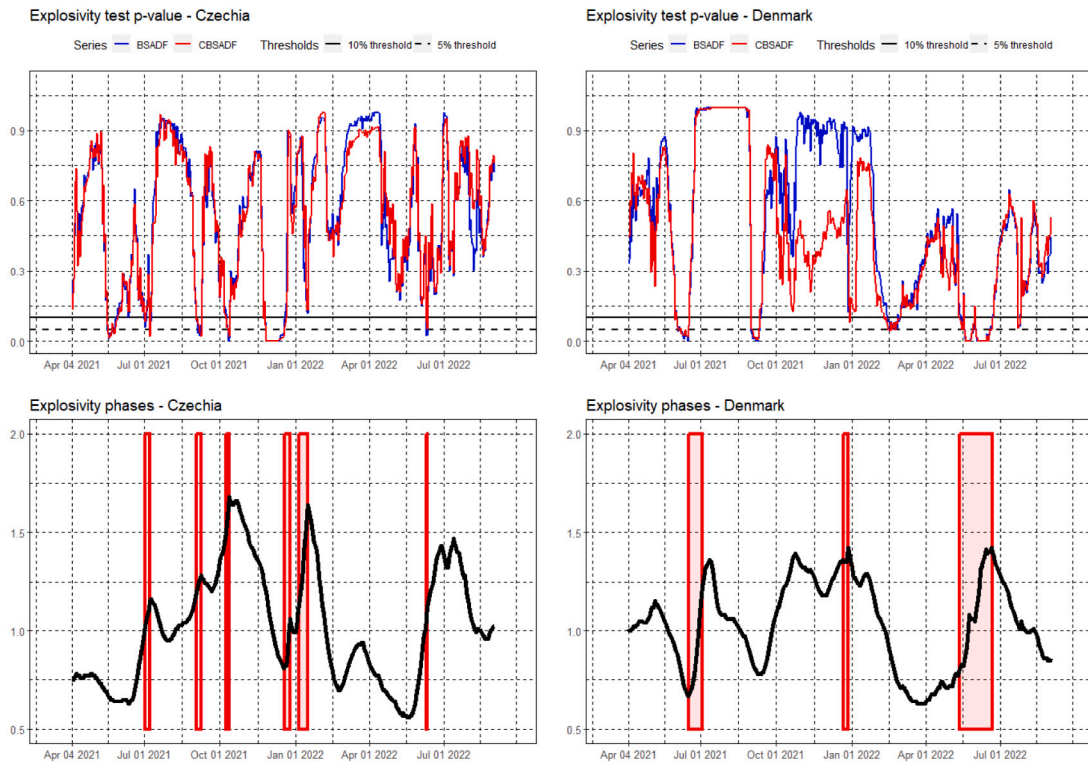 Explosivity test p-value - Czechia
Series BSADF CBSADF Thresholds 10% threshold 5% threshold
0.9
0.6
0.3
0.0
Apr 04 2021 Jul 01 2021 Oct 01 2021 Jan 01 2022 Apr 01 2022 Jul 01 2022
Explosivity test p-value - Denmark
Series BSADF CBSADF Thresholds 10% threshold 5% threshold
0.9
0.6
0.3
0.0
Apr 04 2021 Jul 01 2021 Oct 01 2021 Jan 01 2022 Apr 01 2022 Jul 01 2022
Explosivity phases - Czechia
2.0
1.5
1.0
0.5
Apr 04 2021 Jul 01 2021 Oct 01 2021 Jan 01 2022 Apr 01 2022 Jul 01 2022
Explosivity phases - Denmark
2.0
1.5
1.0
0.5
Apr 04 2021 Jul 01 2021 Oct 01 2021 Jan 01 2022 Apr 01 2022 Jul 01 2022